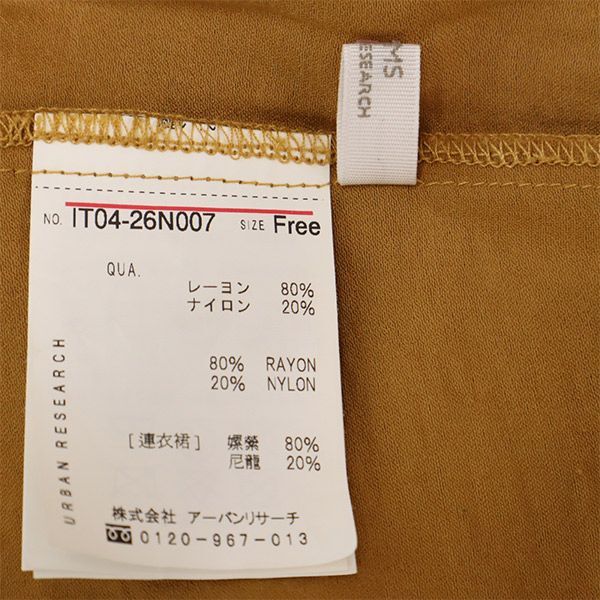 MS
RESEARCH
NO. IT04-26N007 SIZE Free
QUA.
レーヨン 80%
ナイロン 20%
80% RAYON
20% NYLON
[連衣裙] 嫘縈 80%
尼龍 20%
URBAN RESEARCH
株式会社 アーバンリサーチ
0120-967-013